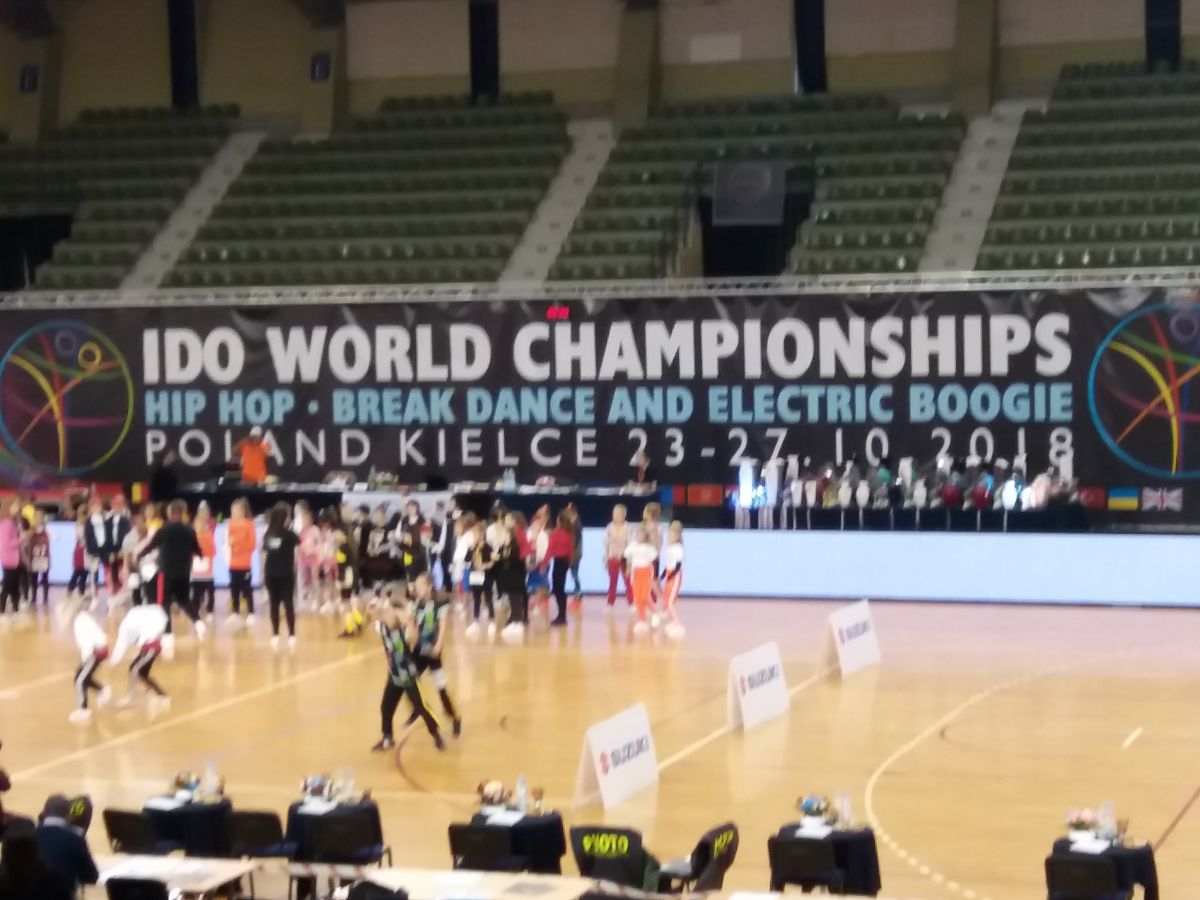 IDO WORLD CHAMPIONSHIPS
HIP HOP · BREAK DANCE AND ELECTRIC BOOGIE
POLAND KIELCE 23-27. 10. 2018
SUZUKI
SUZUKI
SUZUKI